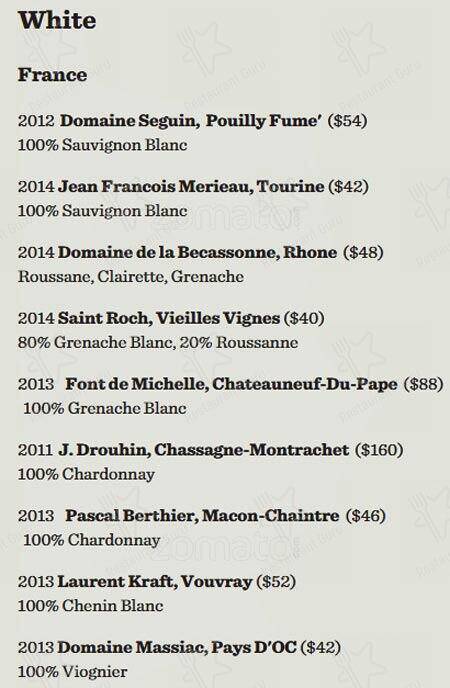 White
France
2012 Domaine Seguin, Pouilly Fume' ($54)
100% Sauvignon Blanc
2014 Jean Francois Merieau, Tourine ($42)
100% Sauvignon Blanc
2014 Domaine de la Becassonne, Rhone ($48)
Roussane, Clairette, Grenache
2014 Saint Roch, Vieilles Vignes ($40)
80% Grenache Blanc, 20% Roussanne
2013 Font de Michelle, Chateauneuf-Du-Pape ($88)
100% Grenache Blanc
2011 J. Drouhin, Chassagne-Montrachet ($160)
100% Chardonnay
2013 Pascal Berthier, Macon-Chaintre ($46)
100% Chardonnay
2013 Laurent Kraft, Vouvray ($52)
100% Chenin Blanc
2013 Domaine Massiac, Pays D'OC ($42)
100% Viognier